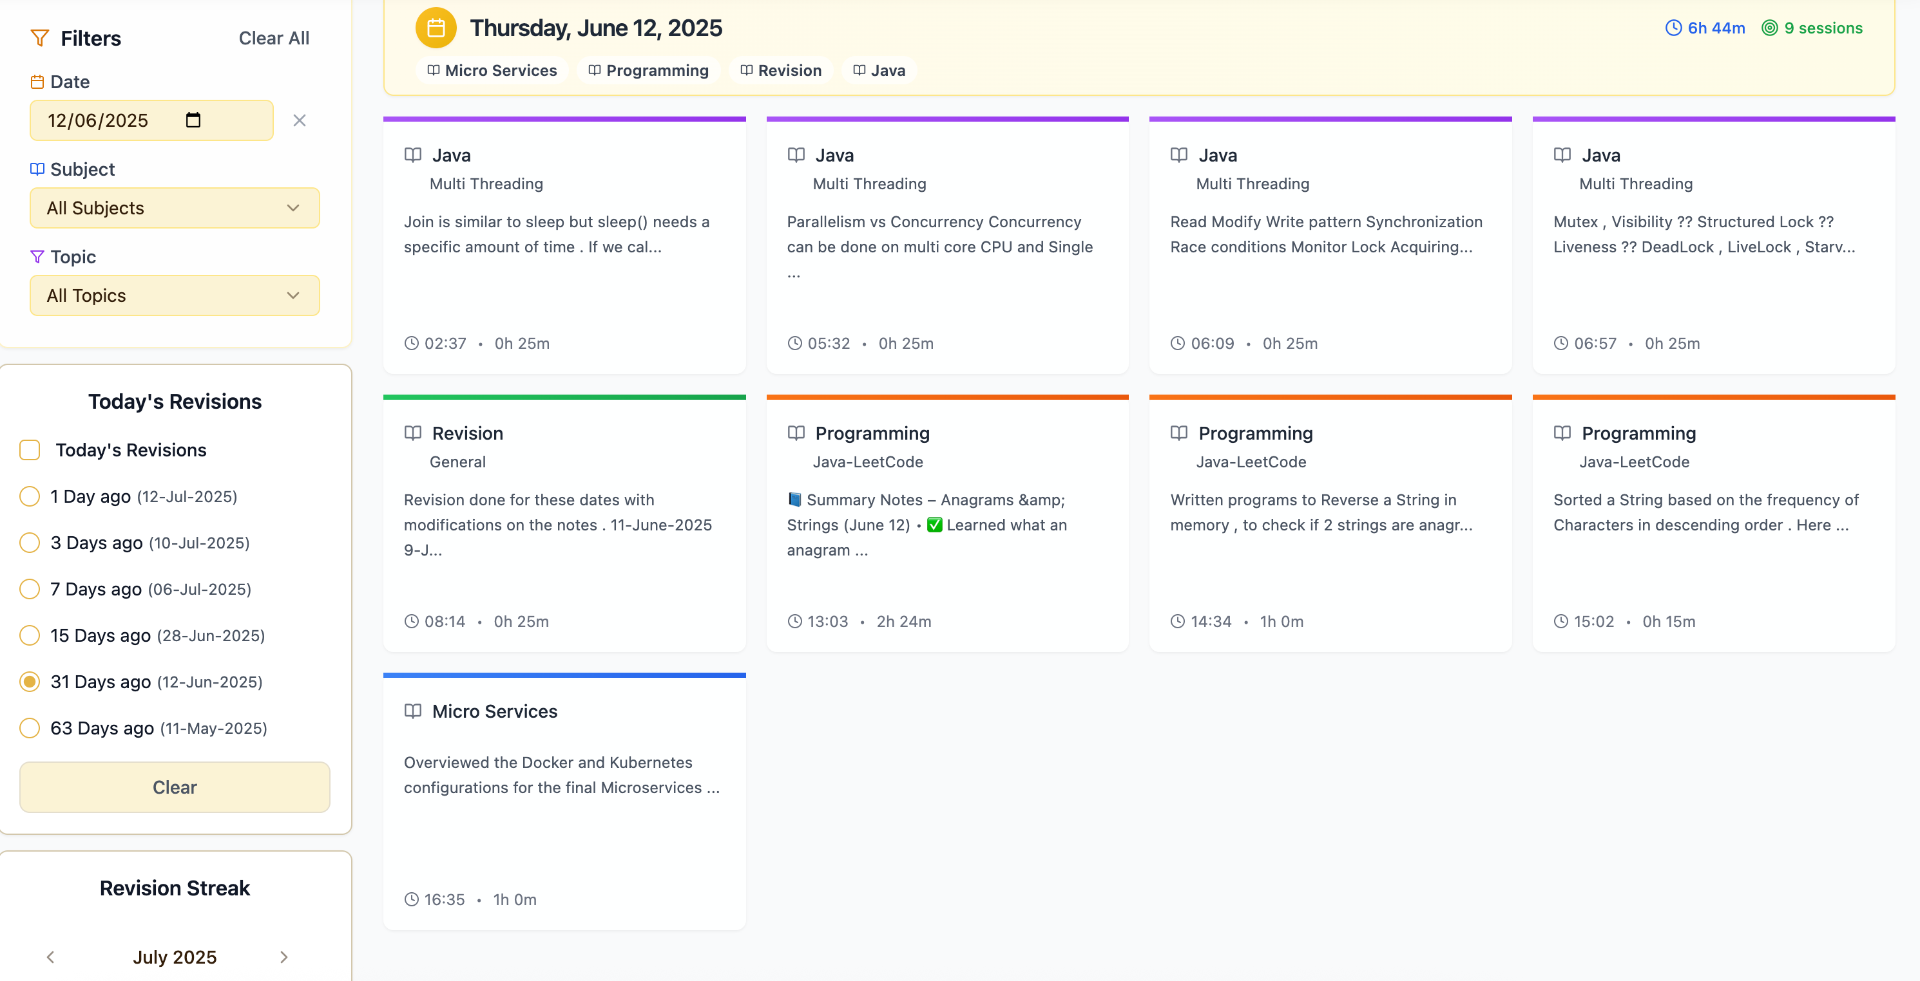 Filters
Clear All
Date
12/06/2025
Subject
All Subjects
Topic
All Topics
Today's Revisions
Today's Revisions
1 Day ago (12-Jul-2025)
3 Days ago (10-Jul-2025)
7 Days ago (06-Jul-2025)
15 Days ago (28-Jun-2025)
31 Days ago (12-Jun-2025)
63 Days ago (11-May-2025)
Clear
Revision Streak
July 2025
Thursday, June 12, 2025
6h 44m
9 sessions
Micro Services
Programming
Revision
Java
Java
Multi Threading
Join is similar to sleep but sleep() needs a
specific amount of time . If we cal...
02:37 • 0h 25m
Java
Multi Threading
Parallelism vs Concurrency Concurrency
can be done on multi core CPU and Single
...
05:32 • 0h 25m
Java
Multi Threading
Read Modify Write pattern Synchronization
Race conditions Monitor Lock Acquiring...
06:09 • 0h 25m
Java
Multi Threading
Mutex , Visibility ?? Structured Lock ??
Liveness ?? DeadLock , LiveLock , Starv...
06:57 • 0h 25m
Revision
General
Revision done for these dates with
modifications on the notes . 11-June-2025
9-J...
08:14 • 0h 25m
Programming
Java-LeetCode
📘 Summary Notes – Anagrams &amp;
Strings (June 12) • ✅ Learned what an
anagram ...
13:03 • 2h 24m
Programming
Java-LeetCode
Written programs to Reverse a String in
memory , to check if 2 strings are anagr...
14:34 • 1h 0m
Programming
Java-LeetCode
Sorted a String based on the frequency of
Characters in descending order . Here ...
15:02 • 0h 15m
Micro Services
Overviewed the Docker and Kubernetes
configurations for the final Microservices ...
16:35 • 1h 0m